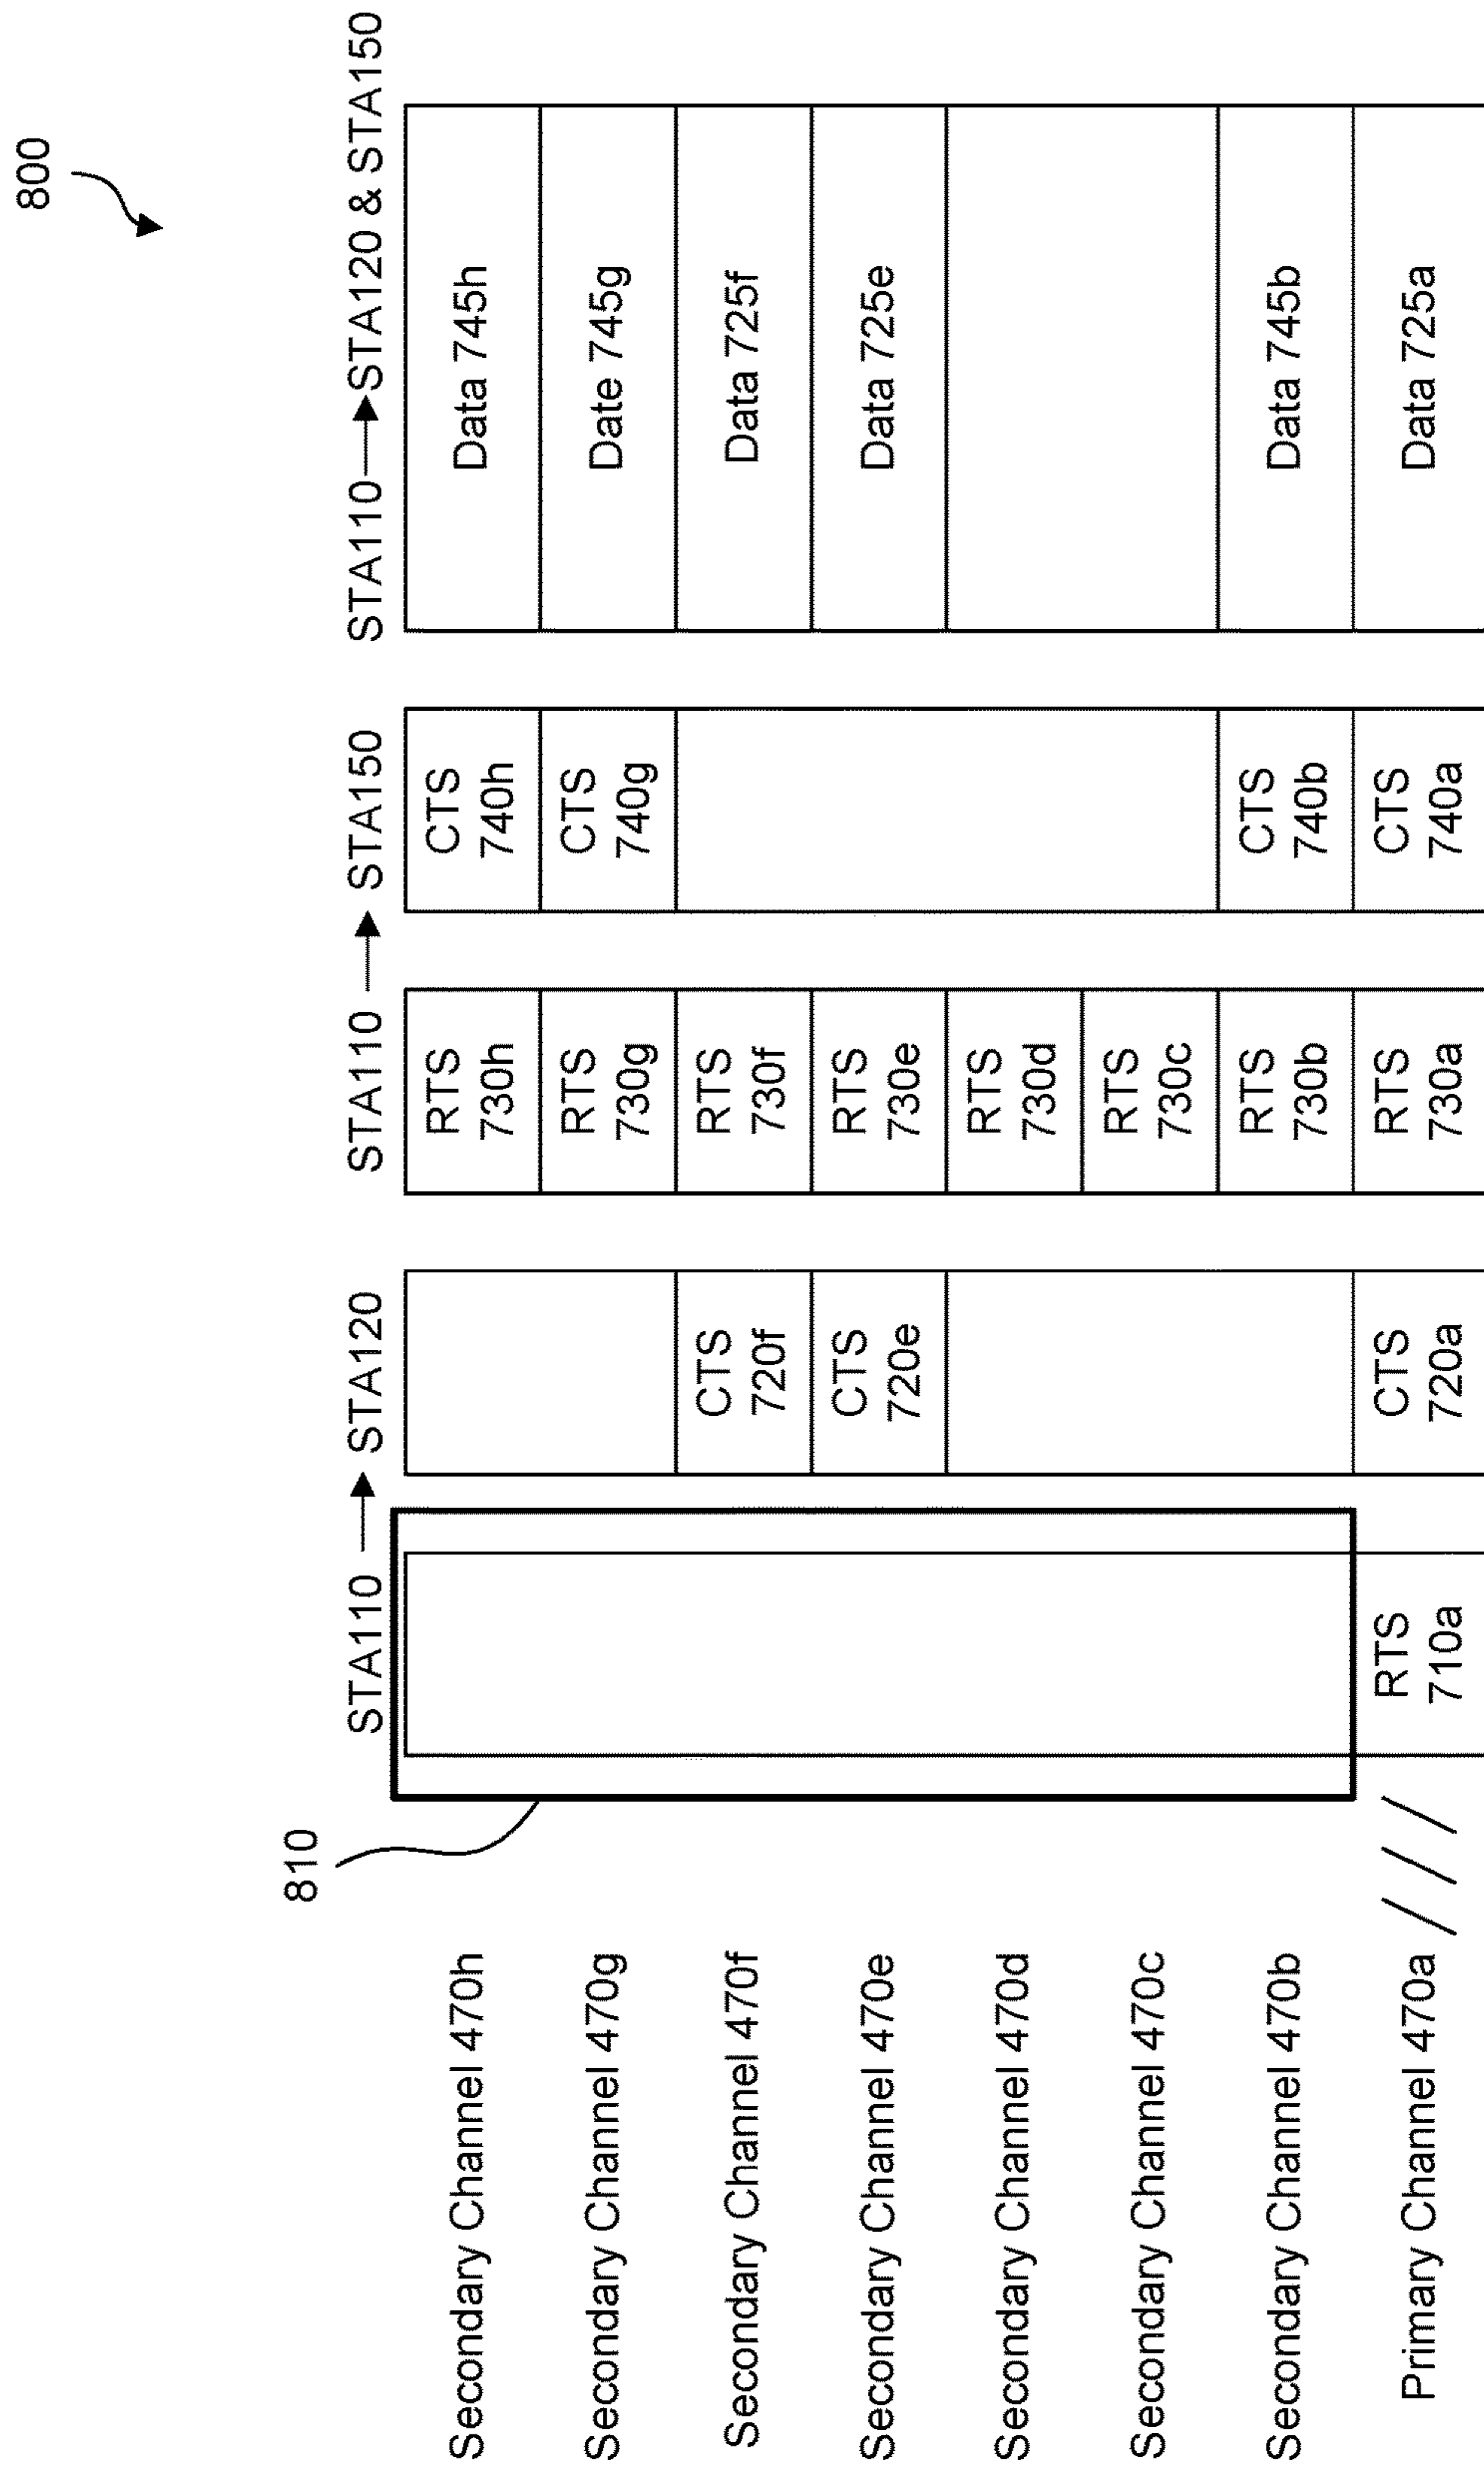 800
STA110 → STA120
STA110 → STA150
STA110 → STA120 & STA150
810
Secondary Channel 470h
RTS
730h
CTS
740h
Data 745h
Secondary Channel 470g
RTS
730g
CTS
740g
Date 745g
Secondary Channel 470f
CTS
720f
RTS
730f
Data 725f
Secondary Channel 470e
CTS
720e
RTS
730e
Data 725e
Secondary Channel 470d
RTS
730d
Secondary Channel 470c
RTS
730c
Secondary Channel 470b
RTS
730b
CTS
740b
Data 745b
Primary Channel 470a
RTS
710a
CTS
720a
RTS
730a
CTS
740a
Data 725a